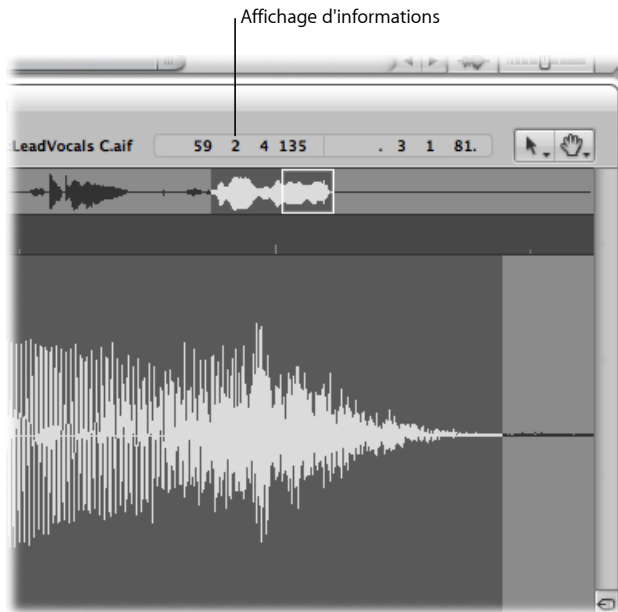 Affichage d'informations
:LeadVocals C.aif 59 2 4 135 . 3 1 81.